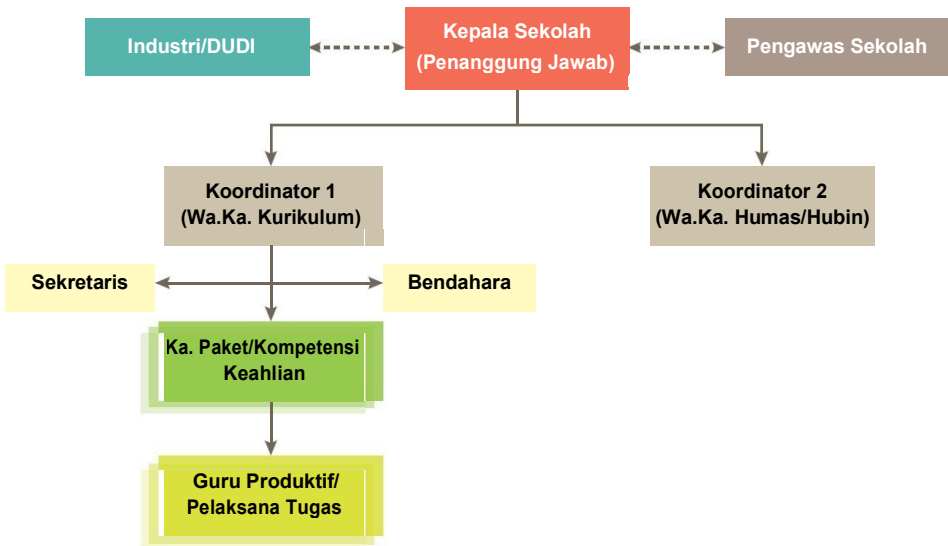 Industri/DUDI
Kepala Sekolah
(Penanggung Jawab)
Pengawas Sekolah
Koordinator 1
(Wa.Ka. Kurikulum)
Koordinator 2
(Wa.Ka. Humas/Hubin)
Sekretaris
Bendahara
Ka. Paket/Kompetensi
Keahlian
Guru Produktif/
Pelaksana Tugas